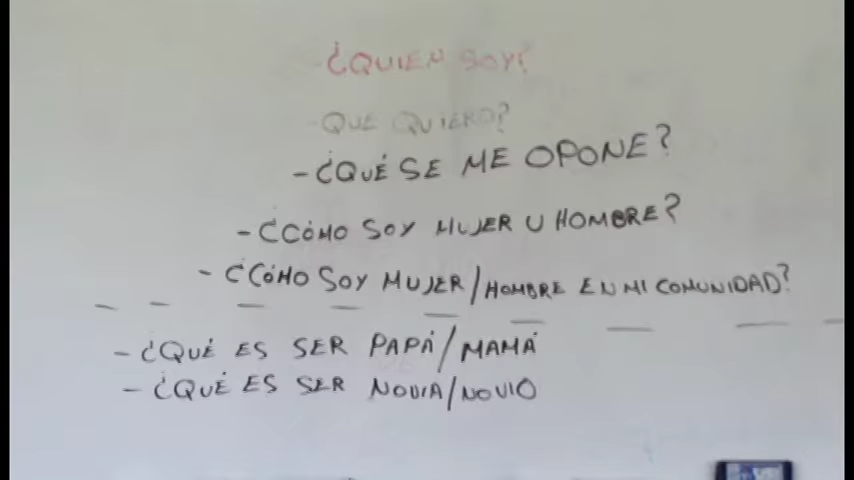 ¿QUIEN SOY?
-QUE QUIERO?
-¿QUÉ SE ME OPONE?
-¿CÓMO SOY MUJER U HOMBRE?
-¿CÓMO SOY MUJER/HOMBRE EN MI COMUNIDAD?
-¿QUÉ ES SER PAPÁ/MAMÁ
-¿QUÉ ES SER NOVIA/NOVIO